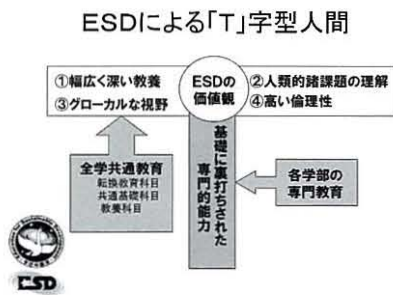 ESDによる「T」字型人間
①幅広く深い教養
③グローカルな視野
ESDの
価値観
②人類的諸課題の理解
④高い倫理性
基礎に裏打ちされた
専門的能力
全学共通教育
転換教育科目
共通基礎科目
教養科目
各学部の
専門教育
ESD